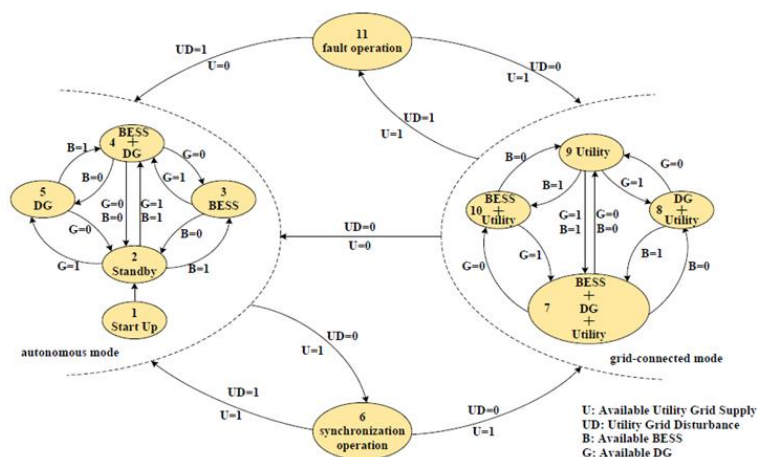 11
fault operation
UD=1
U=0
UD=0
U=1
UD=1
U=1
4
BESS
+
DG
B=1
B=0
G=0
G=1
5
DG
3
BESS
G=0
G=0
B=0
G=1
B=1
B=0
G=1
B=1
2
Standby
1
Start Up
autonomous mode
UD=0
U=0
9 Utility
B=0
B=1
G=0
G=1
10
BESS
+
Utility
8
DG
+
Utility
G=1
B=1
G=0
B=0
G=0
G=1
B=1
B=0
7
BESS
+
DG
+
Utility
grid-connected mode
UD=0
U=1
UD=1
U=1
UD=0
U=1
6
synchronization
operation
U: Available Utility Grid Supply
UD: Utility Grid Disturbance
B: Available BESS
G: Available DG